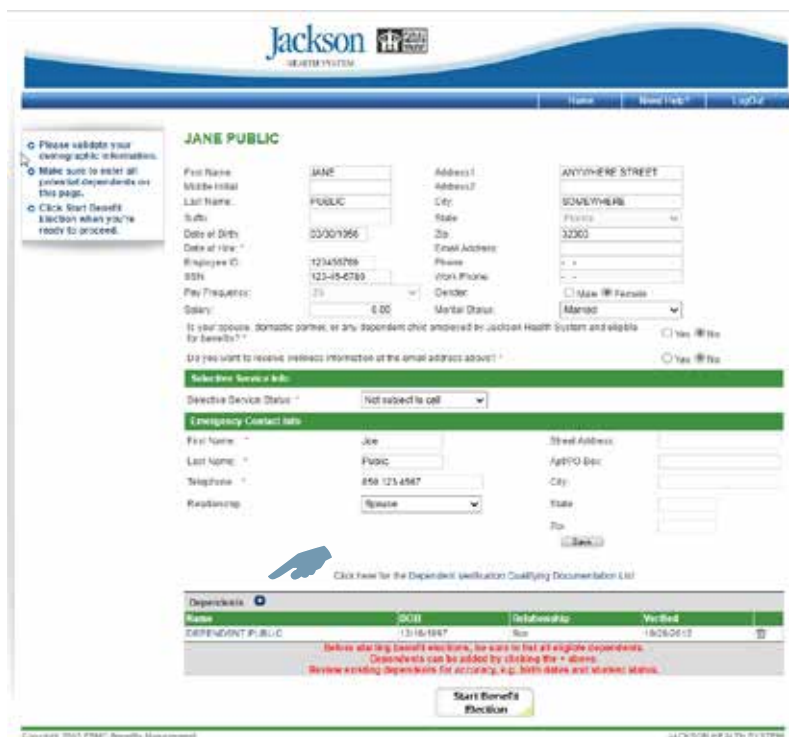 Jackson
HEALTH SYSTEM
Home Need Help? LogOut
Please validate your
demographic information.
Make sure to enter all
potential dependents on
this page.
Click Start Benefit
Election when you're
ready to proceed.
JANE PUBLIC
First Name: JANE Address1 ANYWHERE STREET
Middle Initial Address2
Last Name: PUBLIC City SOMEWHERE
Suffix State Florida
Date of Birth Zip 32303
Date of Hire: * Email Address
Employee ID: 123456789 Phone - -
SSN: 123-45-6789 Work Phone - -
Pay Frequency: Gender Male Female
Salary: 0.00 Marital Status: Married
Is your spouse, domestic partner, or any dependent child employed by Jackson Health System and eligible
for benefits? * Yes No
Do you want to receive wellness information at the email address above? * Yes No
Selective Service Info
Selective Service Status: * Not subject to call
Emergency Contact Info
First Name: * Joe Street Address:
Last Name: * Public Apt/PO Box:
Telephone: * 850 123 4567 City:
Relationship Spouse State
Zip
Save
Click here for the Dependent Verification Qualifying Documentation List
Dependents +
Name DOB Relationship Verified
DEPENDENT PUBLIC Son
Before starting benefit elections, be sure to list all eligible dependents.
Dependents can be added by clicking the + above.
Review existing dependents for accuracy, e.g. birth dates and student status.
Start Benefit
Election
JACKSON HEALTH SYSTEM